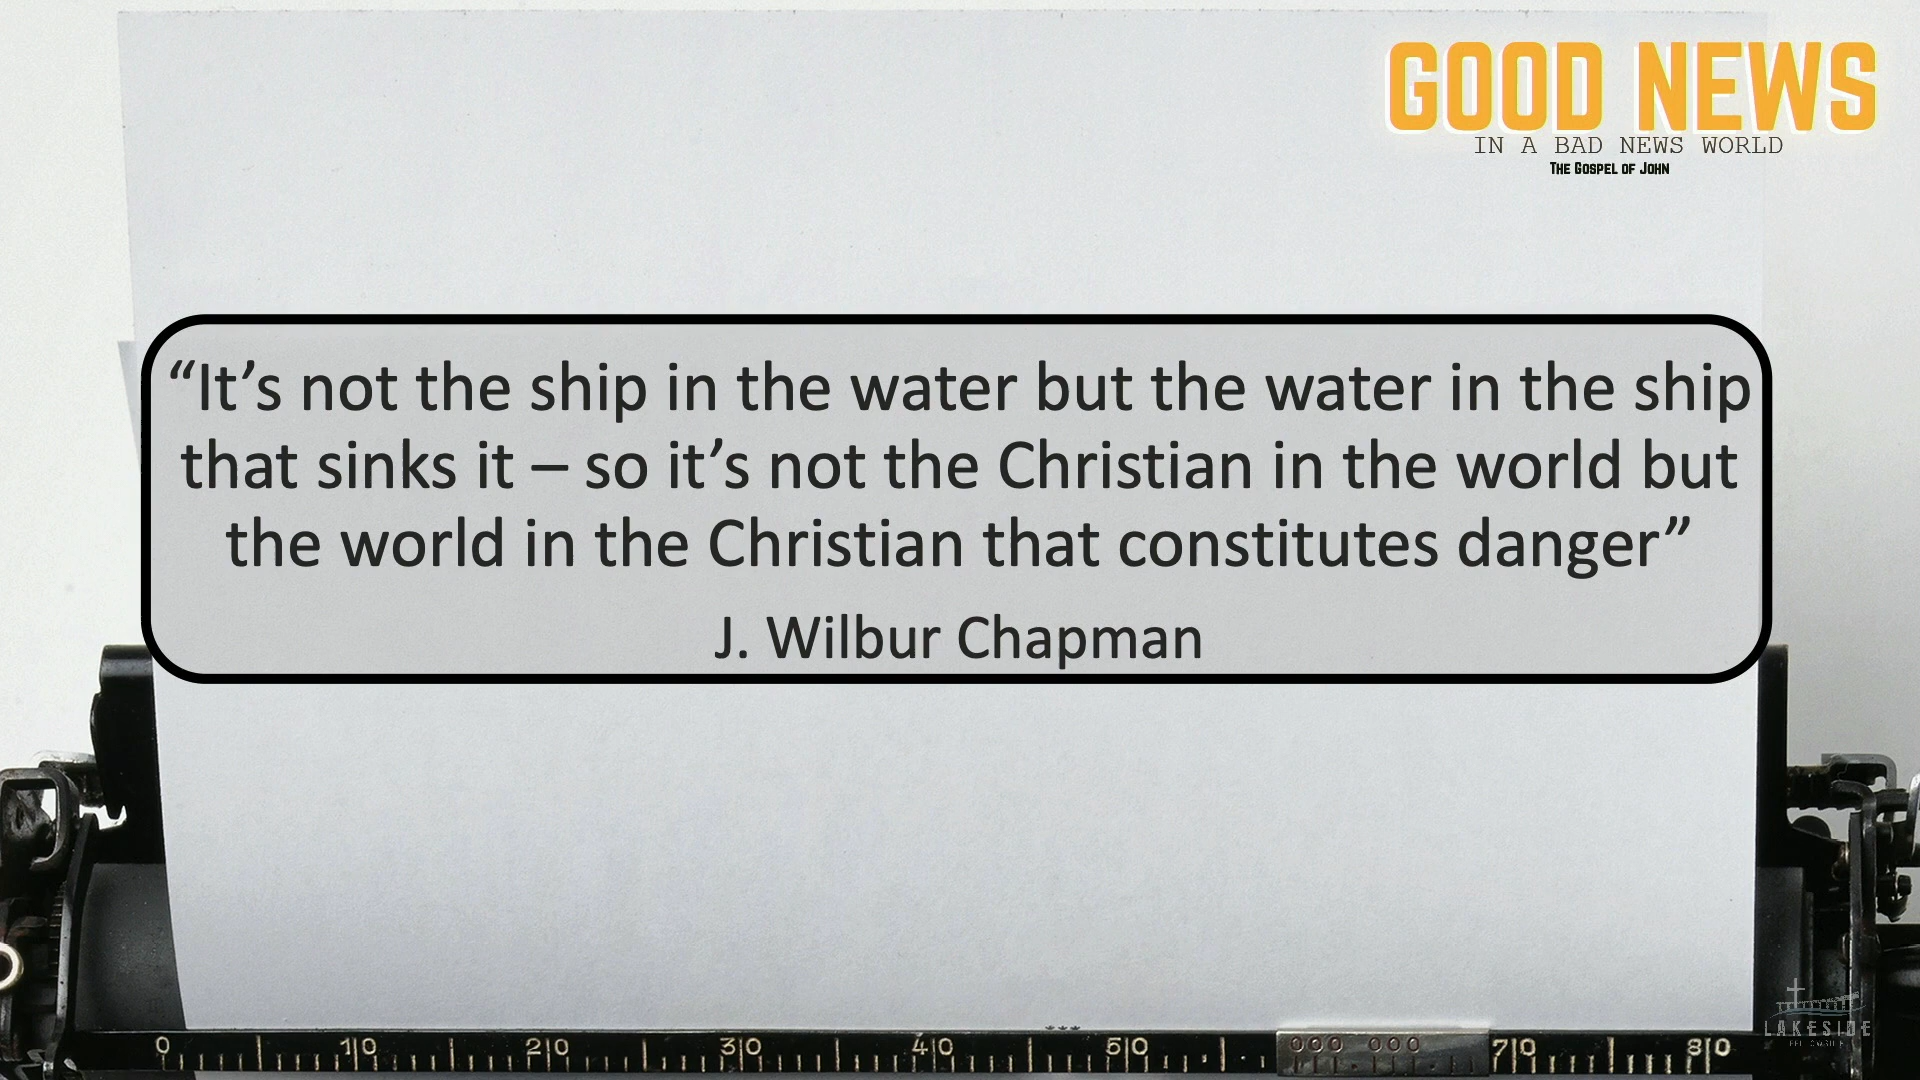 GOOD NEWS
IN A BAD NEWS WORLD
The Gospel of John
“It’s not the ship in the water but the water in the ship
that sinks it – so it’s not the Christian in the world but
the world in the Christian that constitutes danger”
J. Wilbur Chapman
0 10 20 30 40 50 000 000 70 80
LAKESIDE